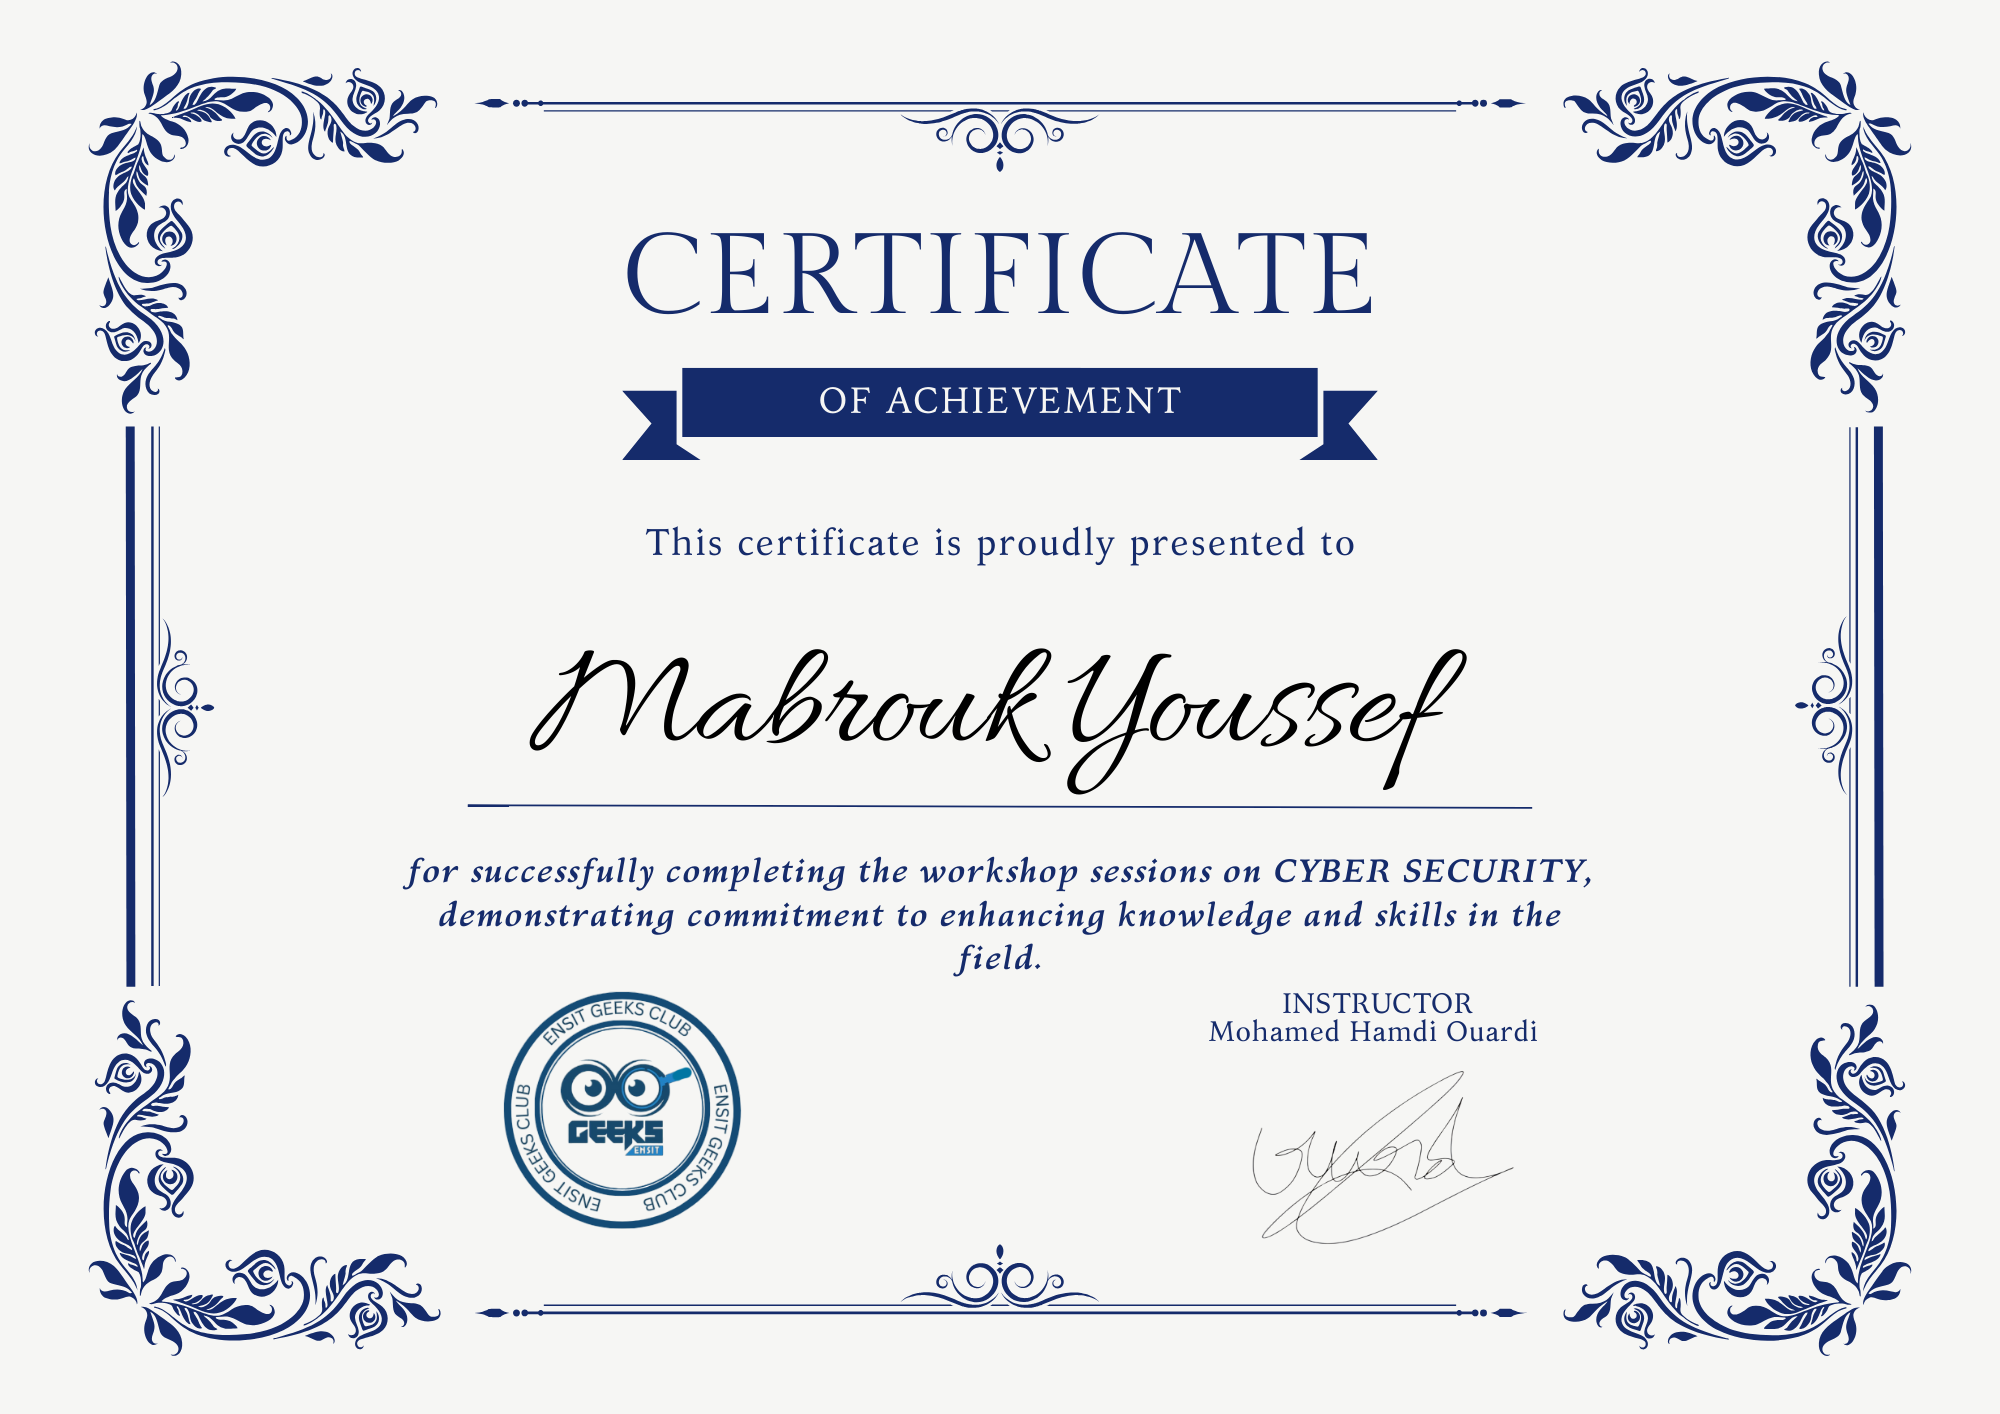 CERTIFICATE
OF ACHIEVEMENT
This certificate is proudly presented to
Mabrouk Youssef
for successfully completing the workshop sessions on CYBER SECURITY,
demonstrating commitment to enhancing knowledge and skills in the
field.
INSTRUCTOR
Mohamed Hamdi Ouardi
ENSIT GEEKS CLUB
ENSIT GEEKS CLUB
ENSIT GEEKS CLUB
ENSIT GEEKS CLUB
GEEKS